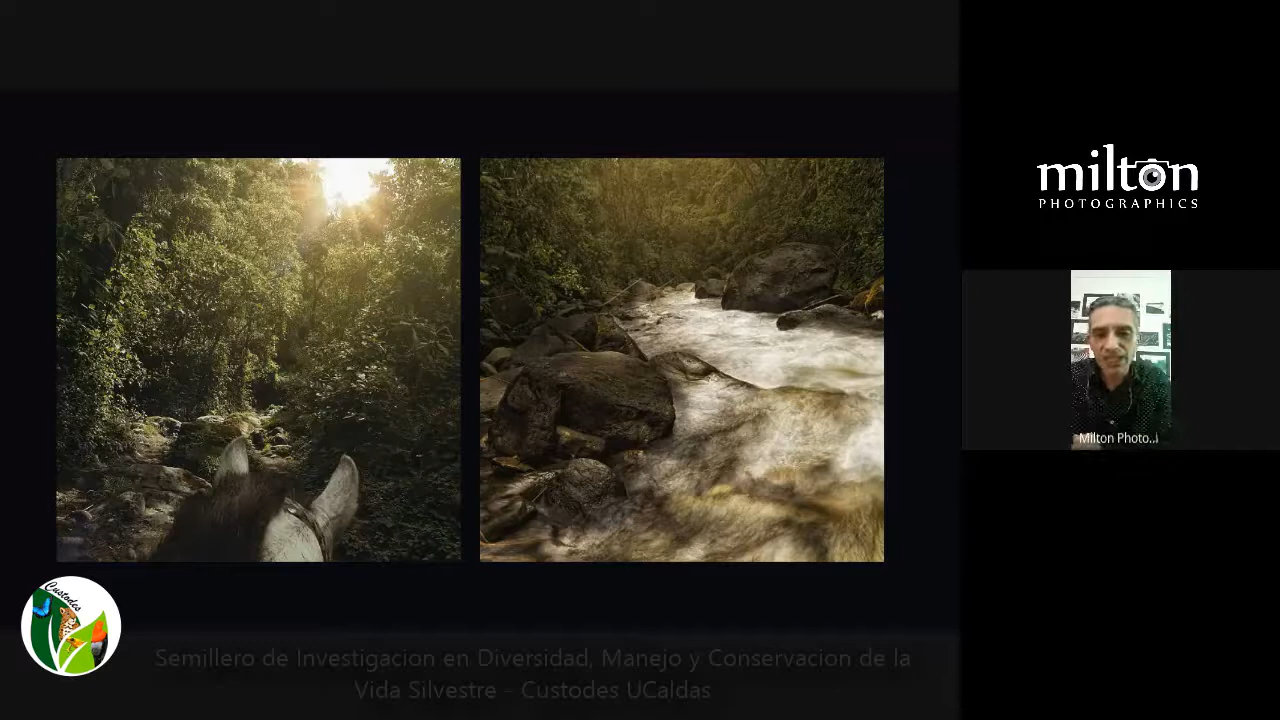 milton
PHOTOGRAPHICS
Milton Photo...
Custodes
Semillero de Investigacion en Diversidad, Manejo y Conservacion de la
Vida Silvestre - Custodes UCaldas